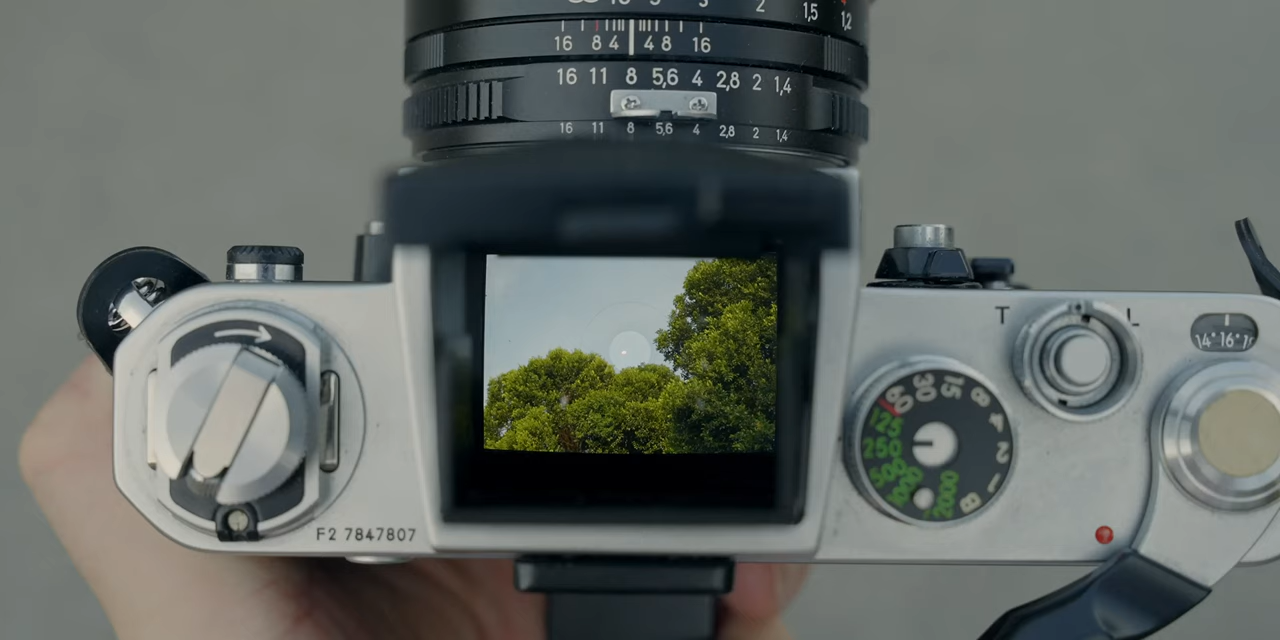 2 1,5 1,2
16 8 4 4 8 16
16 11 8 5,6 4 2,8 2 1,4
16 11 8 5,6 4 2,8 2 1,4
T L
14 16
60 30 15 8 4 2 1 B 2000 1000 500 250 125
F2 7847807